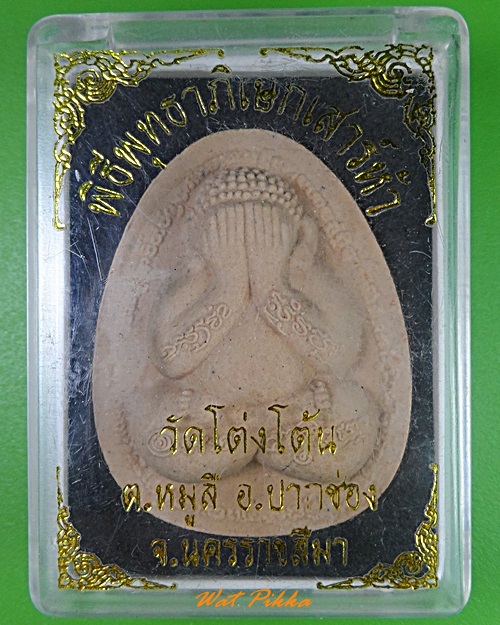 พิธีพุทธาภิเษกเสาร์ห้า
วัดโต่งโต้น
ต.หมูสี อ.ปากช่อง
จ.นครราชสีมา
Wat. Pikka